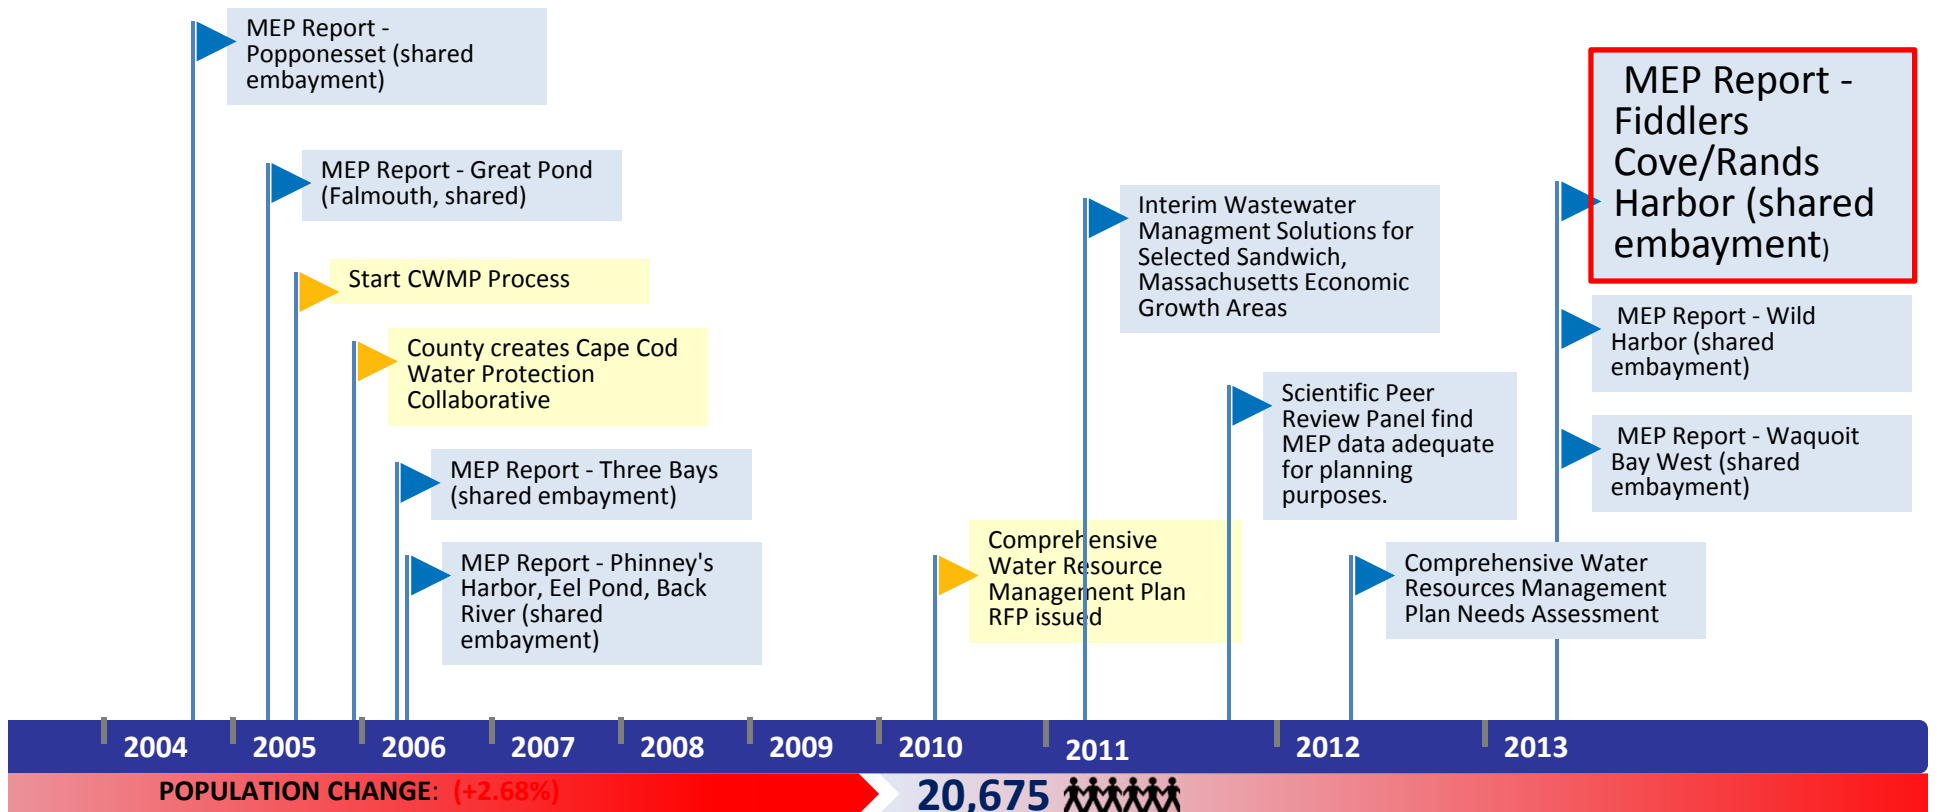 MEP Report -
Popponesset (shared
embayment)
MEP Report - Great Pond
(Falmouth, shared)
Start CWMP Process
County creates Cape Cod
Water Protection
Collaborative
MEP Report - Three Bays
(shared embayment)
MEP Report - Phinney's
Harbor, Eel Pond, Back
River (shared
embayment)
Comprehensive
Water Resource
Management Plan
RFP issued
Interim Wastewater
Managment Solutions for
Selected Sandwich,
Massachusetts Economic
Growth Areas
Scientific Peer
Review Panel find
MEP data adequate
for planning
purposes.
Comprehensive Water
Resources Management
Plan Needs Assessment
MEP Report -
Fiddlers
Cove/Rands
Harbor (shared
embayment)
MEP Report - Wild
Harbor (shared
embayment)
MEP Report - Waquoit
Bay West (shared
embayment)
2004 2005 2006 2007 2008 2009 2010 2011 2012 2013
POPULATION CHANGE: (+2.68%) 20,675